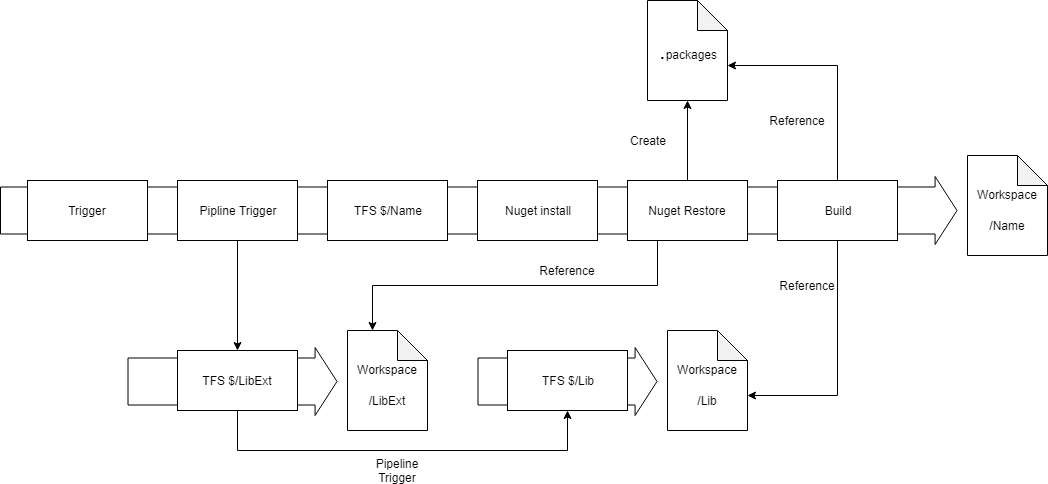 .packages
Create
Reference
Trigger
Pipline Trigger
TFS $/Name
Nuget install
Nuget Restore
Build
Workspace
/Name
Reference
Reference
TFS $/LibExt
Workspace
/LibExt
TFS $/Lib
Workspace
/Lib
Pipeline
Trigger